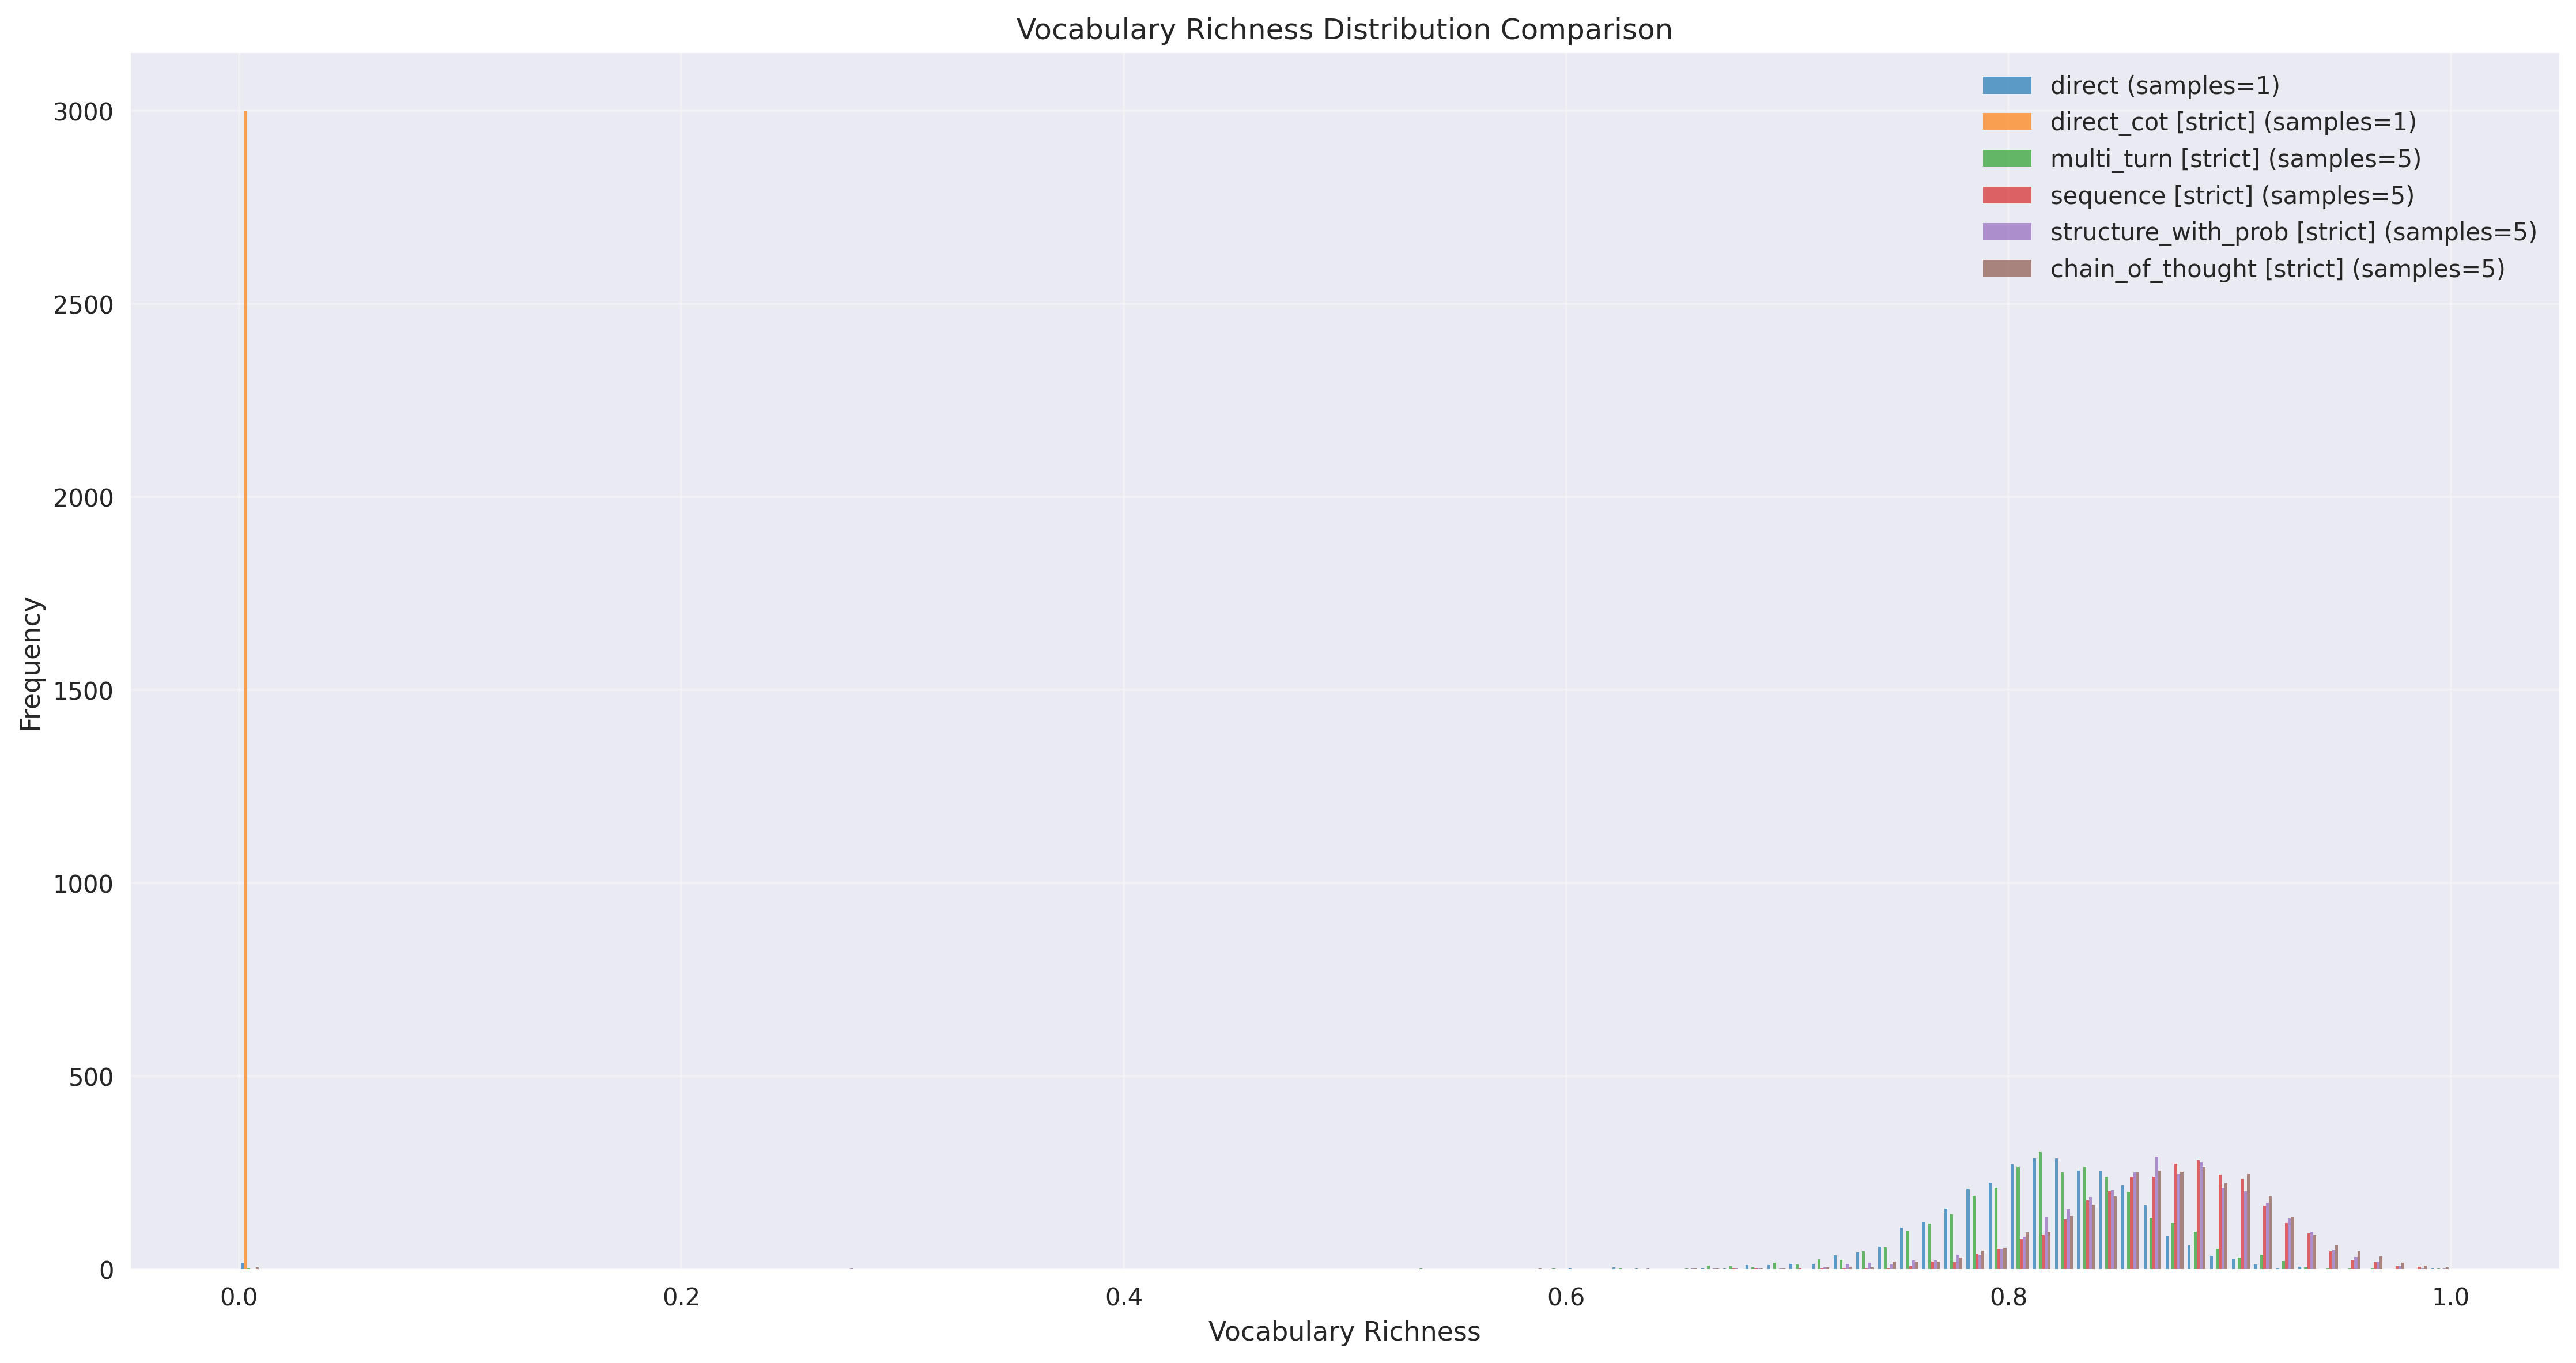 Vocabulary Richness Distribution Comparison
direct (samples=1)
direct_cot [strict] (samples=1)
multi_turn [strict] (samples=5)
sequence [strict] (samples=5)
structure_with_prob [strict] (samples=5)
chain_of_thought [strict] (samples=5)
Frequency
3000
2500
2000
1500
1000
500
0
0.0 0.2 0.4 0.6 0.8 1.0
Vocabulary Richness